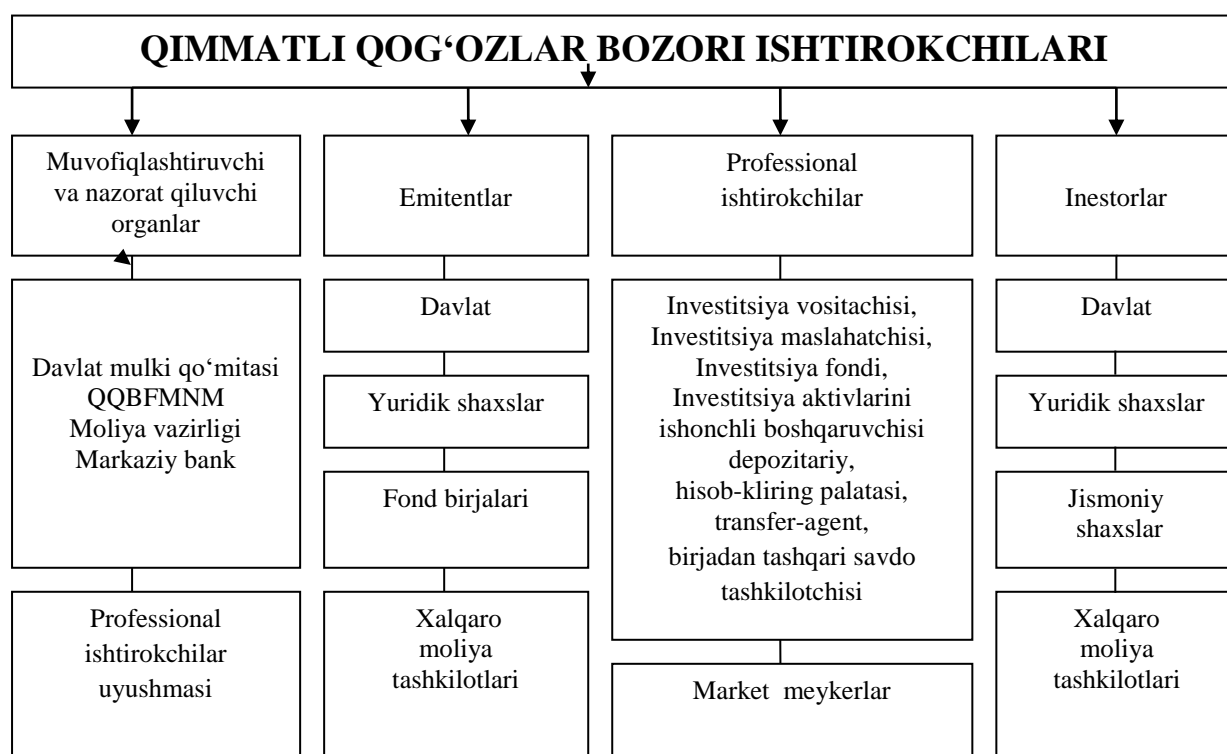 QIMMATLI QOG‘OZLAR BOZORI ISHTIROKCHILARI
Muvofiqlashtiruvchi
va nazorat qiluvchi
organlar
Davlat mulki qo‘mitasi
QQBFMNM
Moliya vazirligi
Markaziy bank
Professional
ishtirokchilar
uyushmasi
Emitentlar
Davlat
Yuridik shaxslar
Fond birjalari
Xalqaro
moliya
tashkilotlari
Professional
ishtirokchilar
Investitsiya vositachisi,
Investitsiya maslahatchisi,
Investitsiya fondi,
Investitsiya aktivlarini
ishonchli boshqaruvchisi
depozitariy,
hisob-kliring palatasi,
transfer-agent,
birjadan tashqari savdo
tashkilotchisi
Market meykerlar
Inestorlar
Davlat
Yuridik shaxslar
Jismoniy
shaxslar
Xalqaro
moliya
tashkilotlari